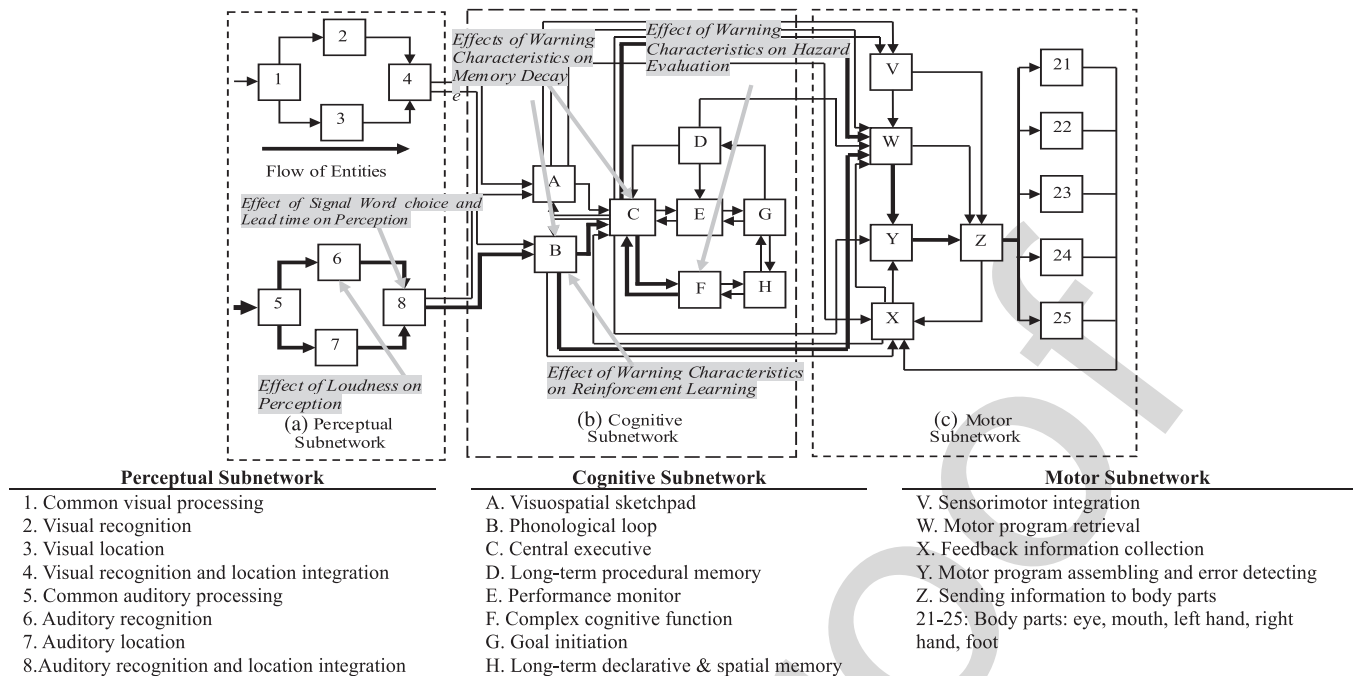 Effects of Warning
Characteristics on
Memory Decay
e
Effect of Warning
Characteristics on Hazard
Evaluation
1
2
3
4
Flow of Entities
Effect of Signal Word choice and
Lead time on Perception
5
6
7
8
Effect of Loudness on
Perception
(a) Perceptual
Subnetwork
A
B
C
D
E
F
G
H
Effect of Warning Characteristics
on Reinforcement Learning
(b) Cognitive
Subnetwork
V
W
Y
Z
X
21
22
23
24
25
(c) Motor
Subnetwork
Perceptual Subnetwork
1. Common visual processing
2. Visual recognition
3. Visual location
4. Visual recognition and location integration
5. Common auditory processing
6. Auditory recognition
7. Auditory location
8.Auditory recognition and location integration
Cognitive Subnetwork
A. Visuospatial sketchpad
B. Phonological loop
C. Central executive
D. Long-term procedural memory
E. Performance monitor
F. Complex cognitive function
G. Goal initiation
H. Long-term declarative & spatial memory
Motor Subnetwork
V. Sensorimotor integration
W. Motor program retrieval
X. Feedback information collection
Y. Motor program assembling and error detecting
Z. Sending information to body parts
21-25: Body parts: eye, mouth, left hand, right
hand, foot